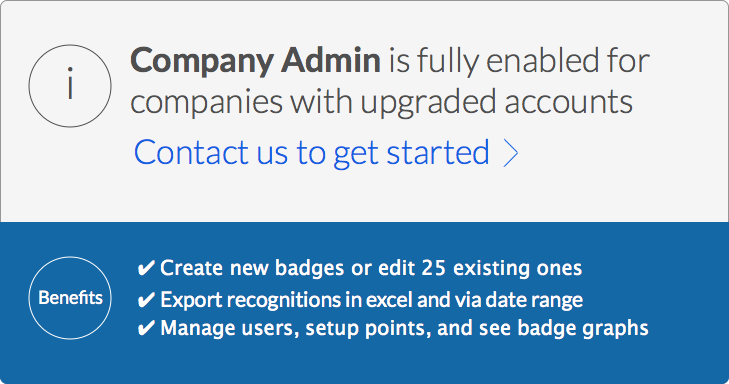 i
Company Admin is fully enabled for
companies with upgraded accounts
Contact us to get started >
Benefits
✔ Create new badges or edit 25 existing ones
✔ Export recognitions in excel and via date range
✔ Manage users, setup points, and see badge graphs